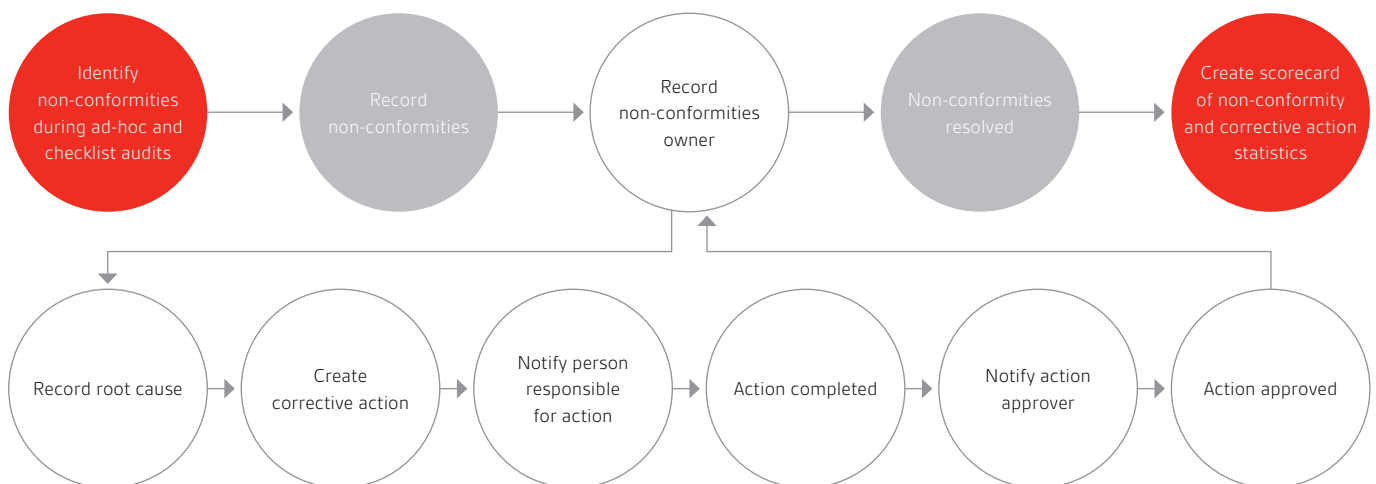 Identify
non-conformities
during ad-hoc and
checklist audits
Record
non-conformities
Record
non-conformities
owner
Non-conformities
resolved
Create scorecard
of non-conformity
and corrective action
statistics
Record root cause
Create
corrective action
Notify person
responsible
for action
Action completed
Notify action
approver
Action approved